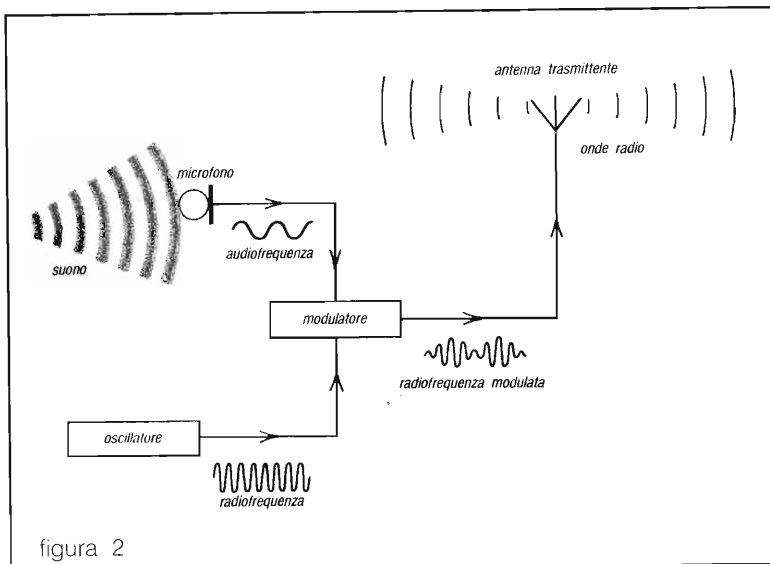 antenna trasmittente
onde radio
microfono
audiofrequenza
suono
modulatore
radiofrequenza modulata
oscillatore
radiofrequenza
figura 2